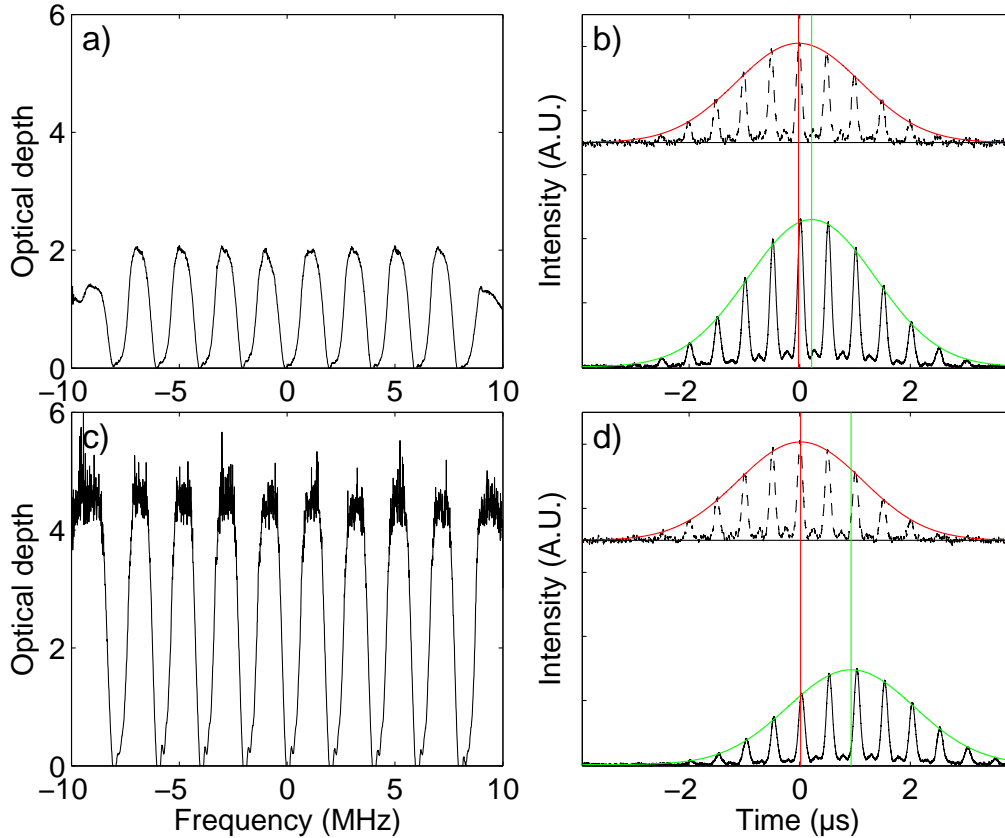 a)
Optical depth
6
4
2
0
−10
−5
0
5
10
b)
Intensity (A.U.)
−2
0
2
c)
Optical depth
6
4
2
0
−10
−5
0
5
10
Frequency (MHz)
d)
Intensity (A.U.)
−2
0
2
Time (µs)